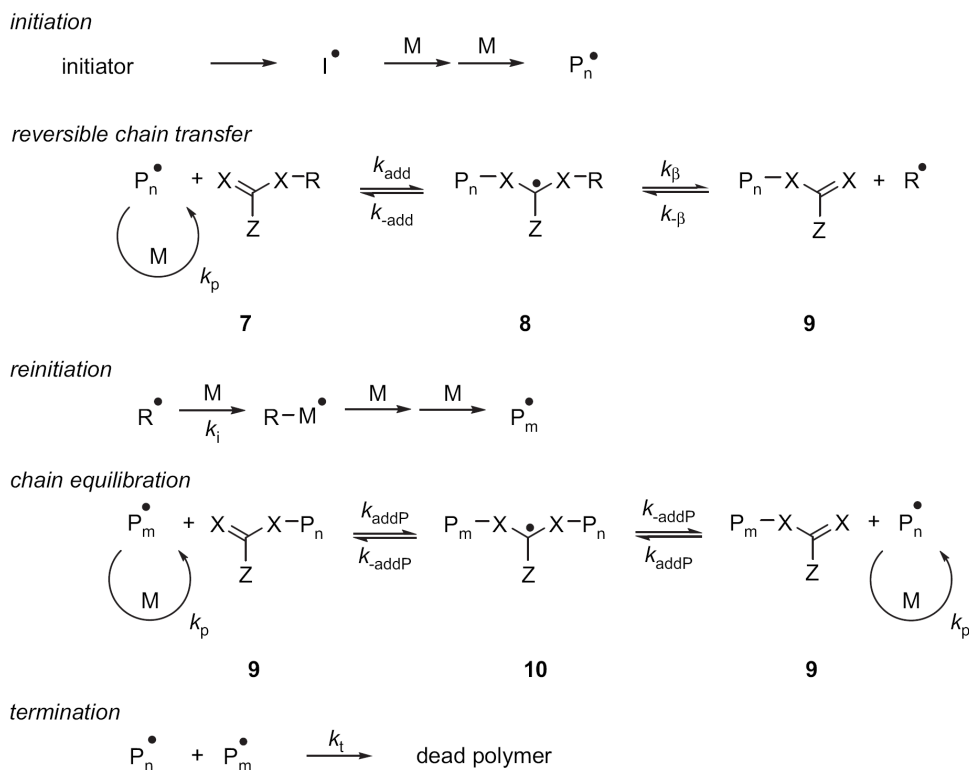 initiation
initiator I• M M Pn•
reversible chain transfer
Pn• + X X–R kadd k-add Pn–X X–R kβ k-β Pn–X X + R•
M Z Z Z
kp
7 8 9
reinitiation
R• M ki R–M• M M Pm•
chain equilibration
Pm• + X X–Pn kaddP k-addP Pm–X X–Pn k-addP kaddP Pm–X X + Pn•
M Z Z Z M
kp kp
9 10 9
termination
Pn• + Pm• kt dead polymer